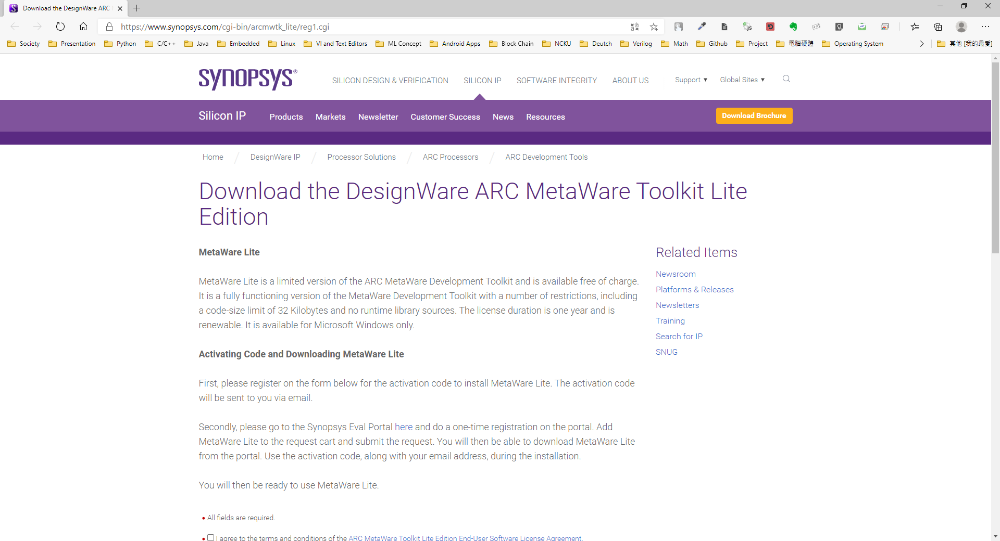 Download the DesignWare ARC
https://www.synopsys.com/cgi-bin/arcmwtk_lite/reg1.cgi
Society Presentation Python C/C++ Java Embedded Linux VI and Text Editors ML Concept Android Apps Block Chain NCKU Deutch Verilog Math Github Project 電腦硬體 Operating System 其他 [我的最愛]
SYNOPSYS®
SILICON DESIGN & VERIFICATION SILICON IP SOFTWARE INTEGRITY ABOUT US Support ▼ Global Sites ▼
Silicon IP Products Markets Newsletter Customer Success News Resources Download Brochure
Home / DesignWare IP / Processor Solutions / ARC Processors / ARC Development Tools
Download the DesignWare ARC MetaWare Toolkit Lite
Edition
MetaWare Lite
MetaWare Lite is a limited version of the ARC MetaWare Development Toolkit and is available free of charge.
It is a fully functioning version of the MetaWare Development Toolkit with a number of restrictions, including
a code-size limit of 32 Kilobytes and no runtime library sources. The license duration is one year and is
renewable. It is available for Microsoft Windows only.
Activating Code and Downloading MetaWare Lite
First, please register on the form below for the activation code to install MetaWare Lite. The activation code
will be sent to you via email.
Secondly, please go to the Synopsys Eval Portal here and do a one-time registration on the portal. Add
MetaWare Lite to the request cart and submit the request. You will then be able to download MetaWare Lite
from the portal. Use the activation code, along with your email address, during the installation.
You will then be ready to use MetaWare Lite.
• All fields are required.
• I agree to the terms and conditions of the ARC MetaWare Toolkit Lite Edition End-User Software License Agreement.
Related Items
Newsroom
Platforms & Releases
Newsletters
Training
Search for IP
SNUG